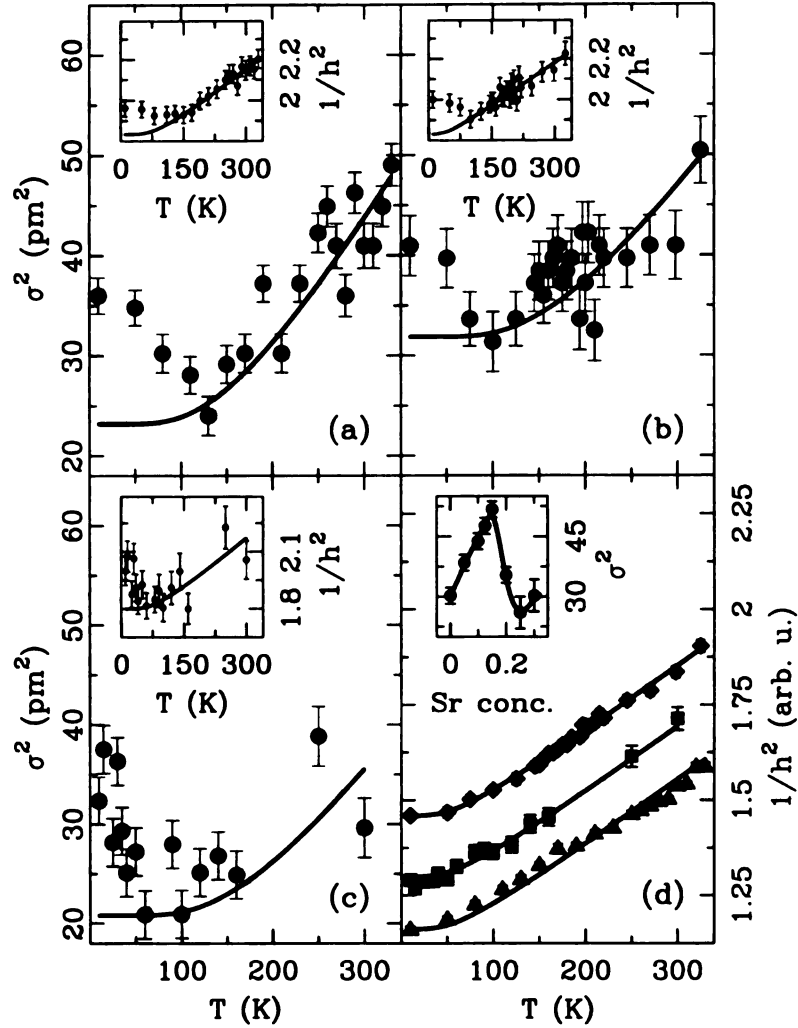 60
50
40
30
20
σ² (pm²)
2 2.2
1/h²
0 150 300
T (K)
(a)
2 2.2
1/h²
0 150 300
T (K)
(b)
60
50
40
30
20
σ² (pm²)
1.8 2.1
1/h²
0 150 300
T (K)
(c)
0 100 200 300
T (K)
30 45
σ²
0 0.2
Sr conc.
(d)
100 200 300
T (K)
2.25
2
1.75
1.5
1.25
1/h² (arb. u.)